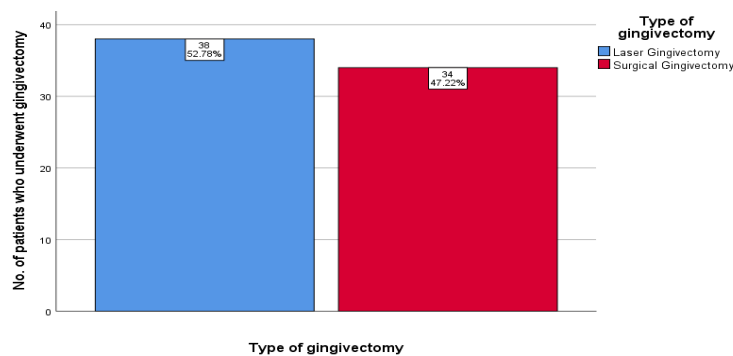 No. of patients who underwent gingivectomy
40
30
20
10
0
38
52.78%
34
47.22%
Type of gingivectomy
Type of
gingivectomy
Laser Gingivectomy
Surgical Gingivectomy